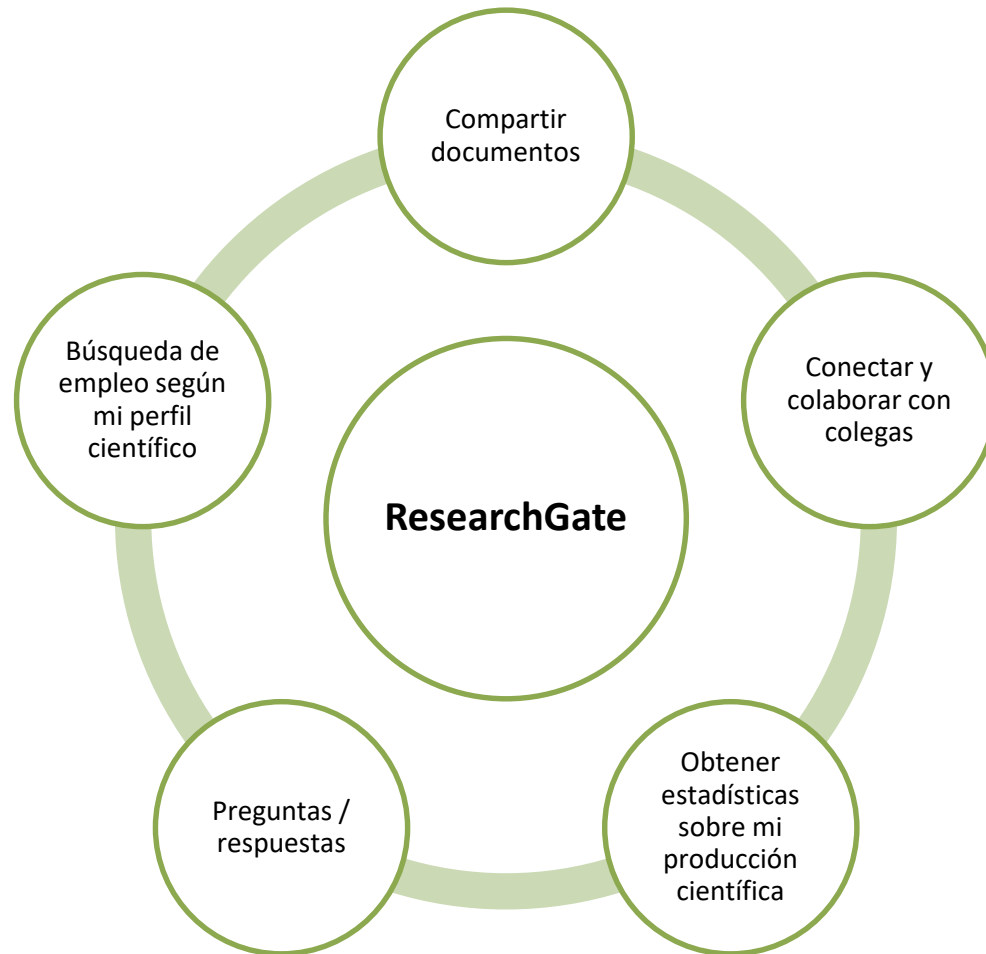 Compartir
documentos
Conectar y
colaborar con
colegas
Obtener
estadísticas
sobre mi
producción
científica
Preguntas /
respuestas
Búsqueda de
empleo según
mi perfil
científico
ResearchGate